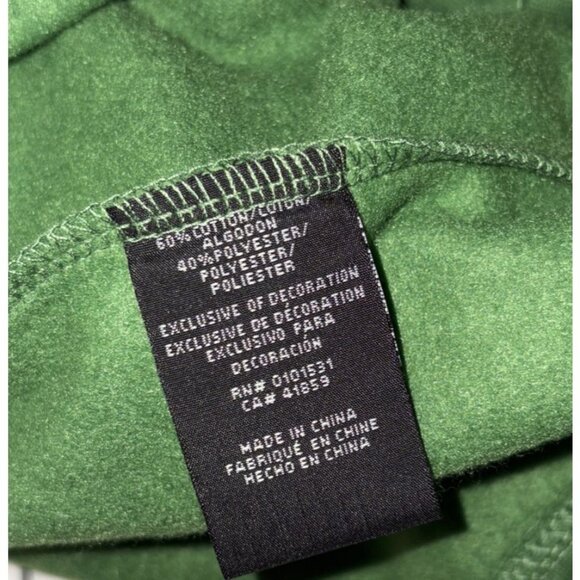 60% COTTON/COTON/
ALGODON
40% POLYESTER/
POLYESTER/
POLIESTER
EXCLUSIVE OF DECORATION
EXCLUSIVE DE DÉCORATION
EXCLUSIVO PARA
DECORACIÓN
RN# 0101531
CA# 41859
MADE IN CHINA
FABRIQUÉ EN CHINE
HECHO EN CHINA